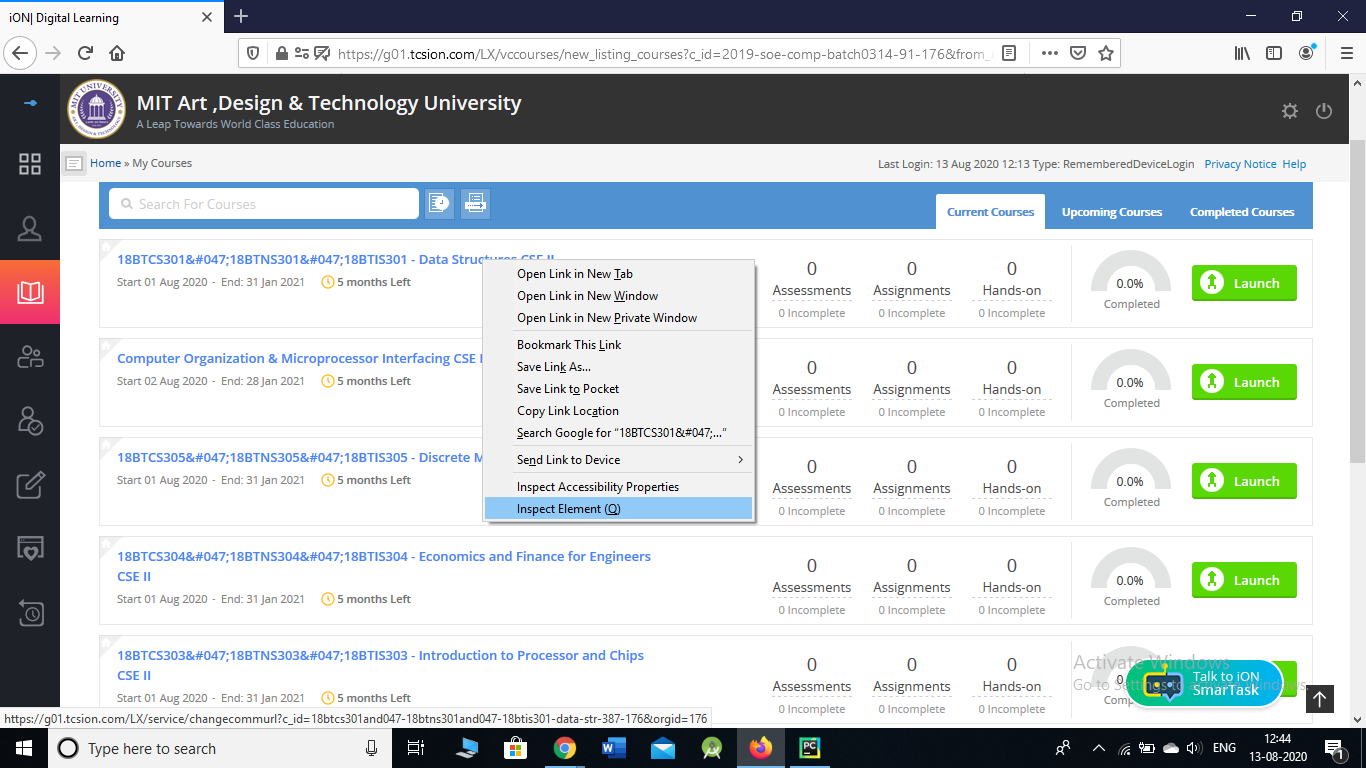 iON| Digital Learning
https://g01.tcsion.com/LX/vccourses/new_listing_courses?c_id=2019-soe-comp-batch0314-91-176&from_
MIT UNIVERSITY
MIT Art ,Design & Technology University
A Leap Towards World Class Education
Home » My Courses
Last Login: 13 Aug 2020 12:13 Type: RememberedDeviceLogin Privacy Notice Help
Search For Courses
Current Courses Upcoming Courses Completed Courses
18BTCS301&#047;18BTNS301&#047;18BTIS301 - Data Structures CSE II
Start 01 Aug 2020 - End: 31 Jan 2021 5 months Left
0 0 0
Assessments Assignments Hands-on
0 Incomplete 0 Incomplete 0 Incomplete
0.0%
Completed
Launch
Open Link in New Tab
Open Link in New Window
Open Link in New Private Window
Bookmark This Link
Save Link As...
Save Link to Pocket
Copy Link Location
Search Google for “18BTCS301&#047;...”
Send Link to Device
Inspect Accessibility Properties
Inspect Element (Q)
Computer Organization & Microprocessor Interfacing CSE
Start 02 Aug 2020 - End: 28 Jan 2021 5 months Left
0 0 0
Assessments Assignments Hands-on
0 Incomplete 0 Incomplete 0 Incomplete
0.0%
Completed
Launch
18BTCS305&#047;18BTNS305&#047;18BTIS305 - Discrete M
Start 01 Aug 2020 - End: 31 Jan 2021 5 months Left
0 0 0
Assessments Assignments Hands-on
0 Incomplete 0 Incomplete 0 Incomplete
0.0%
Completed
Launch
18BTCS304&#047;18BTNS304&#047;18BTIS304 - Economics and Finance for Engineers
CSE II
Start 01 Aug 2020 - End: 31 Jan 2021 5 months Left
0 0 0
Assessments Assignments Hands-on
0 Incomplete 0 Incomplete 0 Incomplete
0.0%
Completed
Launch
18BTCS303&#047;18BTNS303&#047;18BTIS303 - Introduction to Processor and Chips
CSE II
Start 01 Aug 2020 - End: 31 Jan 2021 5 months Left
0 0 0
Assessments Assignments Hands-on
0 Incomplete 0 Incomplete 0 Incomplete
Activate Windows
Go to Settings to activate Windows.
Talk to iON
SmarTask
https://g01.tcsion.com/LX/service/changecommurl?c_id=18btcs301and047-18btns301and047-18btis301-data-str-387-176&orgid=176
Type here to search
ENG
12:44
13-08-2020
1